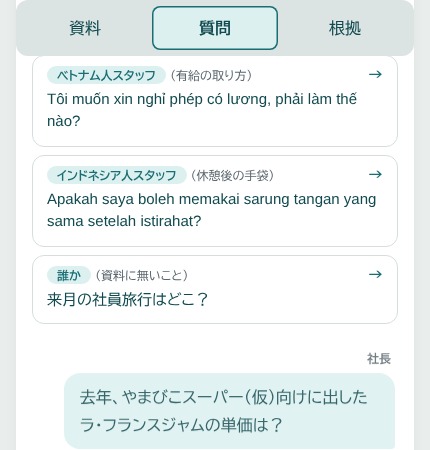 資料
質問
根拠
ベトナム人スタッフ （有給の取り方） →
Tôi muốn xin nghỉ phép có lương, phải làm thế
nào?
インドネシア人スタッフ （休憩後の手袋） →
Apakah saya boleh memakai sarung tangan yang
sama setelah istirahat?
誰か （資料に無いこと） →
来月の社員旅行はどこ？
社長
去年、やまびこスーパー（仮）向けに出した
ラ・フランスジャムの単価は？